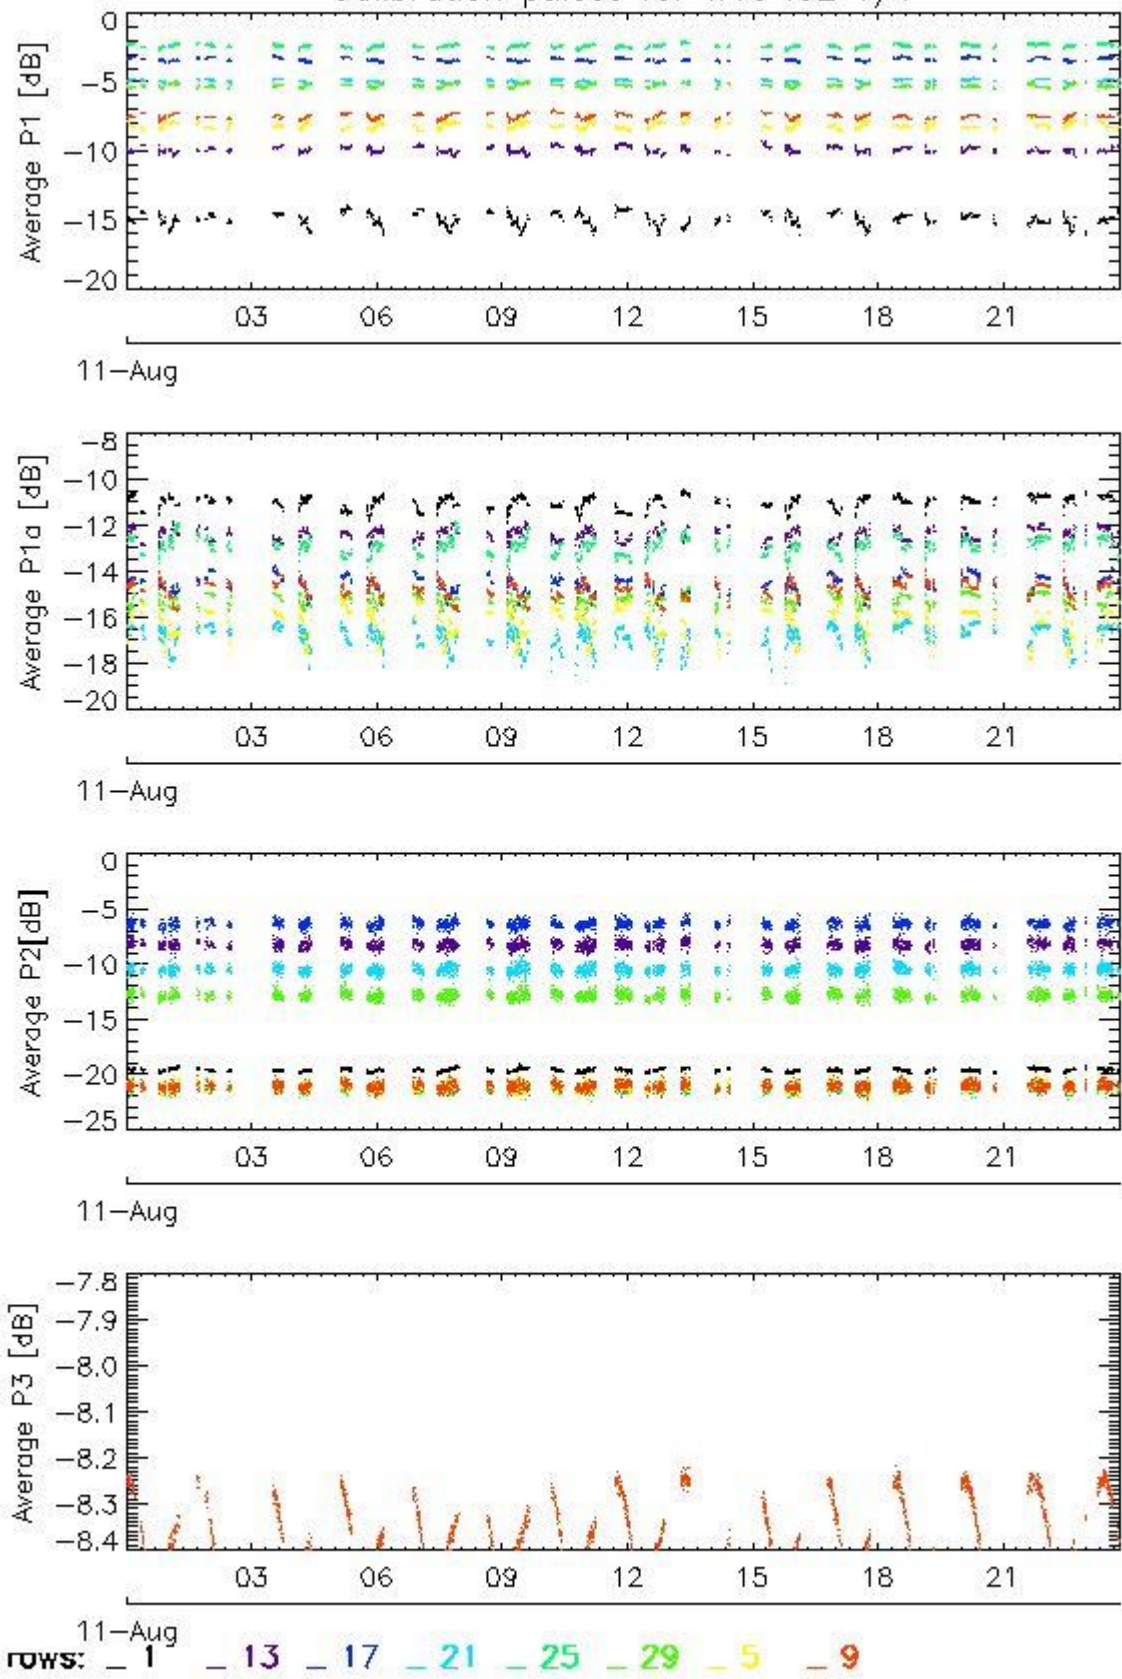 0
-5
-10
-15
-20
Average P1 [dB]
03 06 09 12 15 18 21
11-Aug
-8
-10
-12
-14
-16
-18
-20
Average P1a [dB]
03 06 09 12 15 18 21
11-Aug
0
-5
-10
-15
-20
-25
Average P2[dB]
03 06 09 12 15 18 21
11-Aug
-7.8
-7.9
-8.0
-8.1
-8.2
-8.3
-8.4
Average P3 [dB]
03 06 09 12 15 18 21
11-Aug
rows: _ 1 _ 13 _ 17 _ 21 _ 25 _ 29 _ 5 _ 9